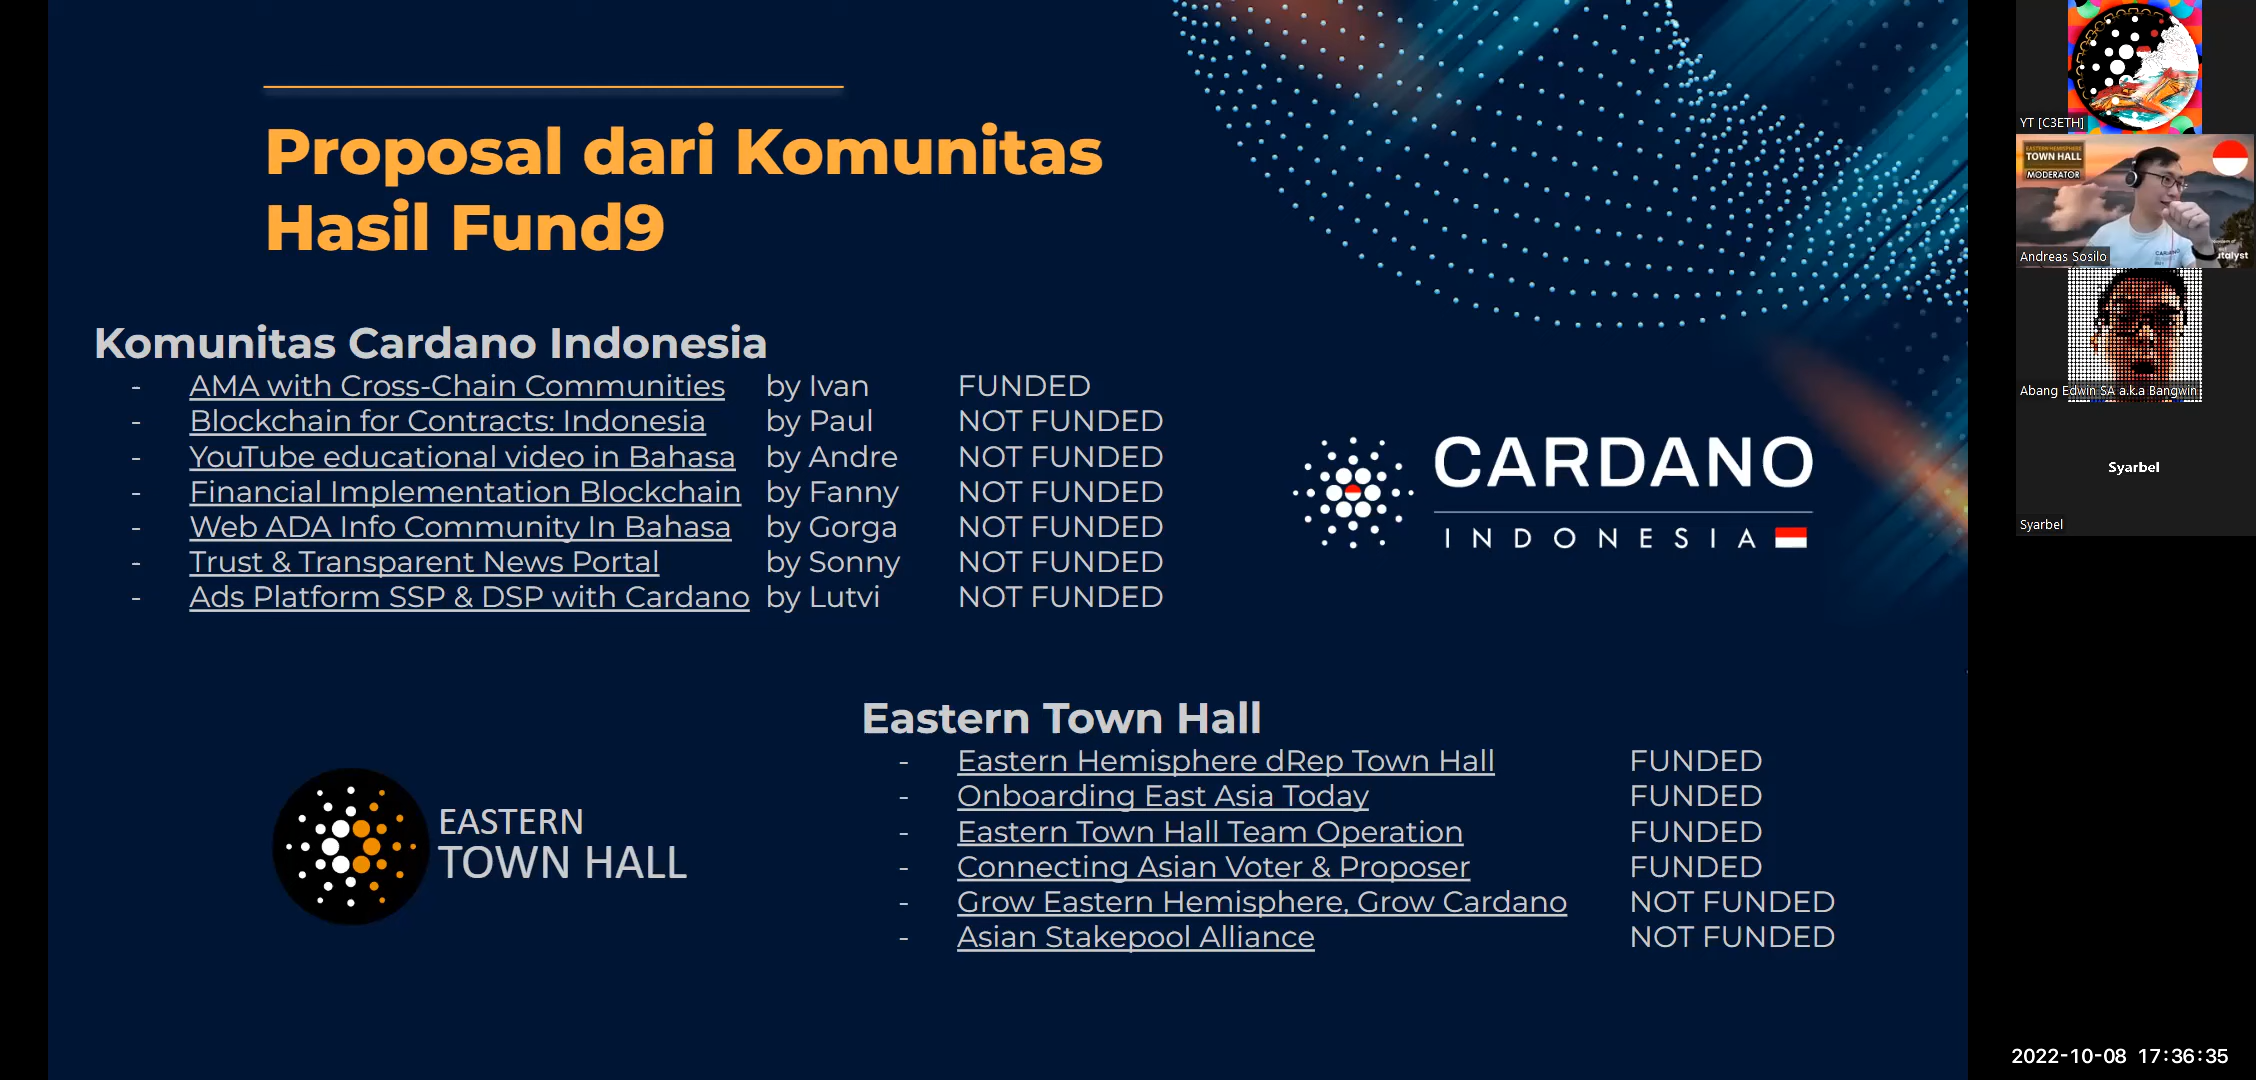 Proposal dari Komunitas
Hasil Fund9
Komunitas Cardano Indonesia
- AMA with Cross-Chain Communities by Ivan FUNDED
- Blockchain for Contracts: Indonesia by Paul NOT FUNDED
- YouTube educational video in Bahasa by Andre NOT FUNDED
- Financial Implementation Blockchain by Fanny NOT FUNDED
- Web ADA Info Community In Bahasa by Gorga NOT FUNDED
- Trust & Transparent News Portal by Sonny NOT FUNDED
- Ads Platform SSP & DSP with Cardano by Lutvi NOT FUNDED
CARDANO
INDONESIA
Eastern Town Hall
- Eastern Hemisphere dRep Town Hall FUNDED
- Onboarding East Asia Today FUNDED
- Eastern Town Hall Team Operation FUNDED
- Connecting Asian Voter & Proposer FUNDED
- Grow Eastern Hemisphere, Grow Cardano NOT FUNDED
- Asian Stakepool Alliance NOT FUNDED
EASTERN
TOWN HALL
YT [C3ETH]
EASTERN HEMISPHERE
TOWN HALL
MODERATOR
CARDANO
Andreas Sosilo
Abang Edwin SA a.k.a Bangwin
Syarbel
Syarbel
2022-10-08 17:36:35